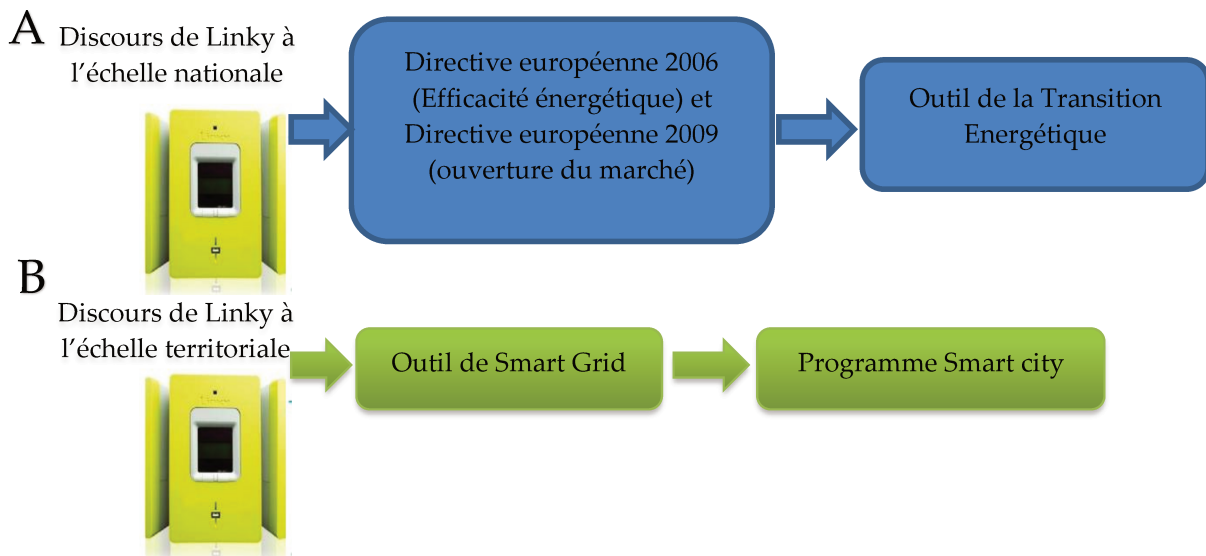 A
Discours de Linky à
l'échelle nationale
Directive européenne 2006
(Efficacité énergétique) et
Directive européenne 2009
(ouverture du marché)
Outil de la Transition
Energétique
B
Discours de Linky à
l'échelle territoriale
Outil de Smart Grid
Programme Smart city